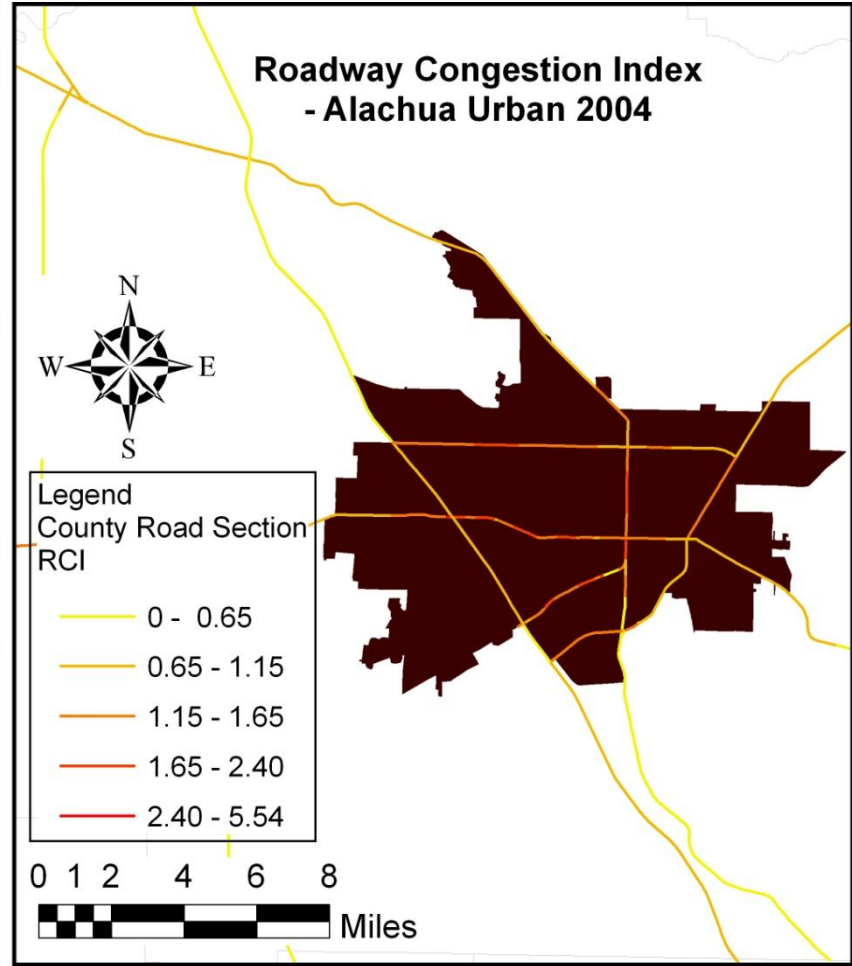 Roadway Congestion Index
- Alachua Urban 2004
N
W E
S
Legend
County Road Section
RCI
0 - 0.65
0.65 - 1.15
1.15 - 1.65
1.65 - 2.40
2.40 - 5.54
0 1 2 4 6 8
Miles